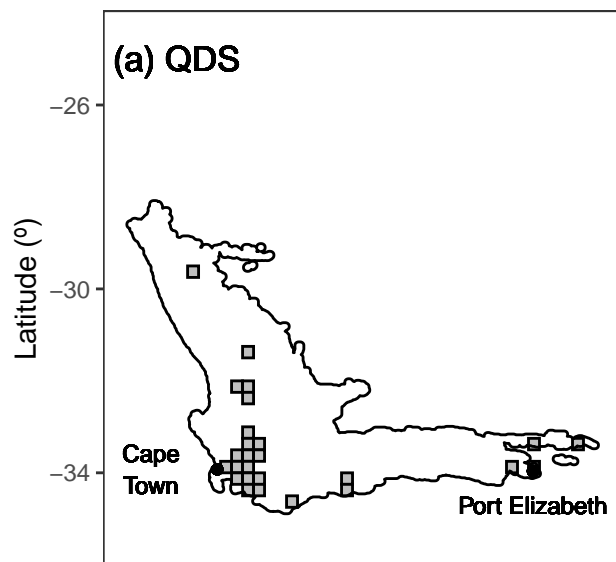 (a) QDS
−26
−30
−34
Latitude (º)
Cape
Town
Port Elizabeth